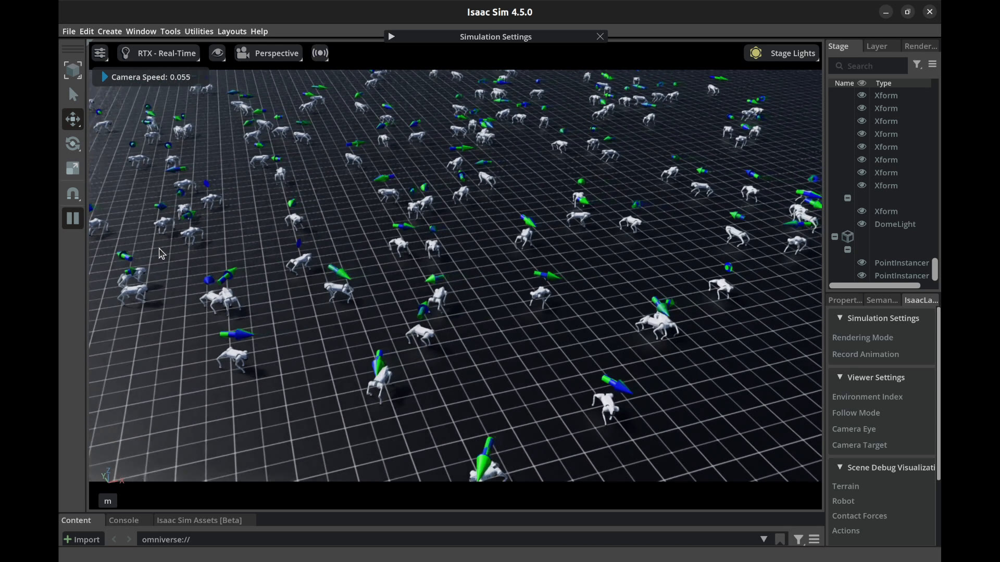 Isaac Sim 4.5.0
File Edit Create Window Tools Utilities Layouts Help
Simulation Settings
RTX - Real-Time
Perspective
Stage Lights
Camera Speed: 0.055
Z
Y
X
m
Stage Layer Render...
Search
Name Type
Xform
Xform
Xform
Xform
Xform
Xform
Xform
Xform
Xform
DomeLight
PointInstancer
PointInstancer
Propert... Seman... IsaacLa...
Simulation Settings
Rendering Mode
Record Animation
Viewer Settings
Environment Index
Follow Mode
Camera Eye
Camera Target
Scene Debug Visualizati
Terrain
Robot
Contact Forces
Actions
Content Console Isaac Sim Assets [Beta]
Import omniverse://